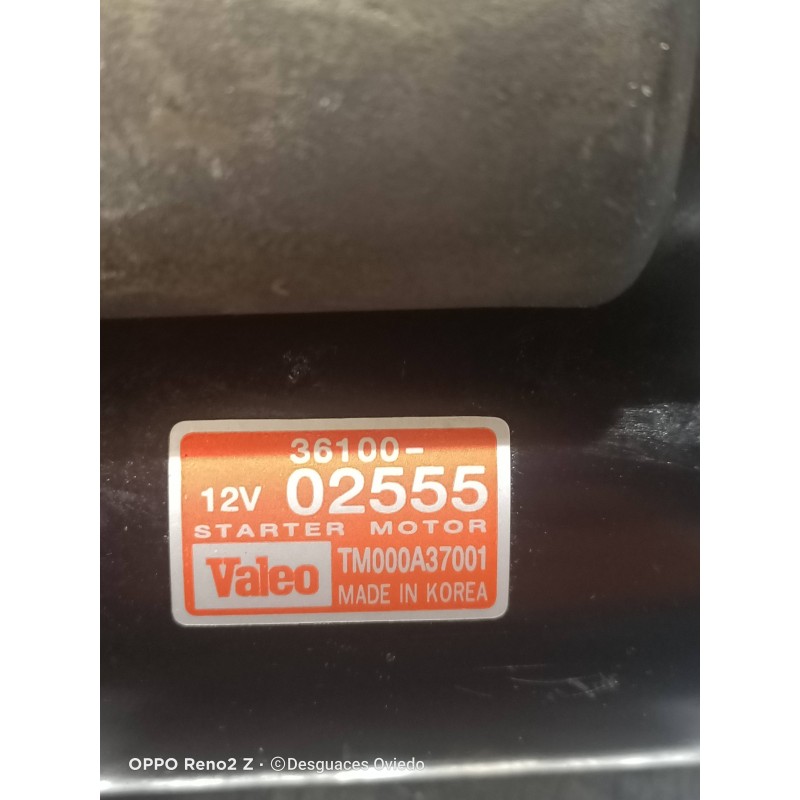 36100-
12V 02555
STARTER MOTOR
Valeo TM000A37001
MADE IN KOREA
OPPO Reno2 Z · ©Desguaces Oviedo